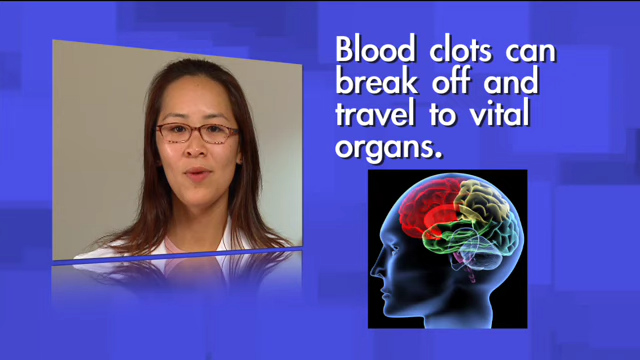 Blood clots can
break off and
travel to vital
organs.